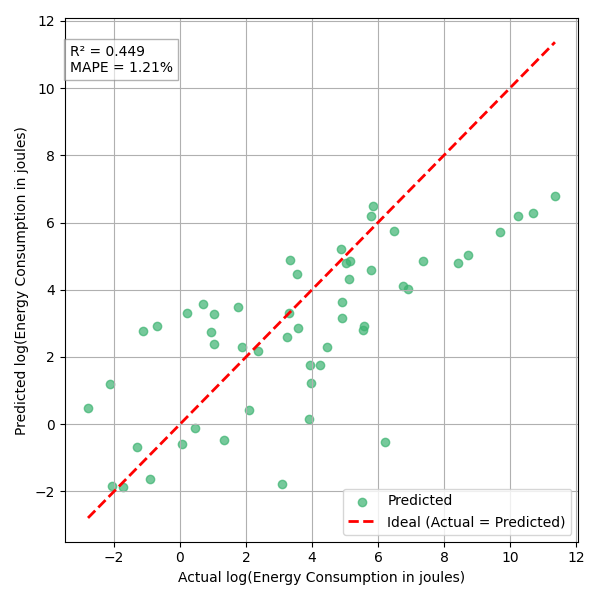 R² = 0.449
MAPE = 1.21%
Predicted log(Energy Consumption in joules)
12
10
8
6
4
2
0
−2
−2 0 2 4 6 8 10 12
Actual log(Energy Consumption in joules)
Predicted
Ideal (Actual = Predicted)